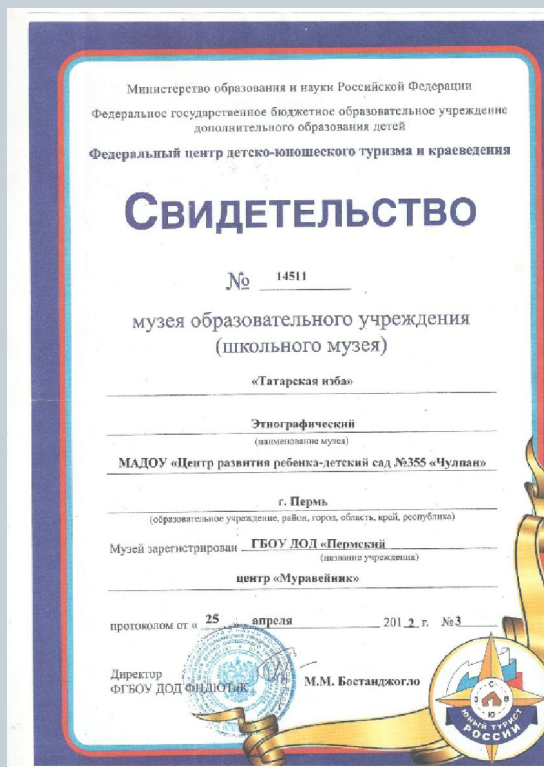 Министерство образования и науки Российской Федерации
Федеральное государственное бюджетное образовательное учреждение
дополнительного образования детей
Федеральный центр детско-юношеского туризма и краеведения
СВИДЕТЕЛЬСТВО
№ 14511
музея образовательного учреждения
(школьного музея)
«Татарская изба»
Этнографический
(наименование музея)
МАДОУ «Центр развития ребенка-детский сад №355 «Чулпан»
г. Пермь
(образовательное учреждение, район, город, область, край, республика)
Музей зарегистрирован ГБОУ ДОД «Пермский
(название учреждения)
центр «Муравейник»
протоколом от « 25 » апреля 2012 г. №3
Директор
ФГБОУ ДОД ФЦДЮТиК
М.М. Бостанджогло
С
З В
Ю
ЮНЫЙ ТУРИСТ
РОССИИ